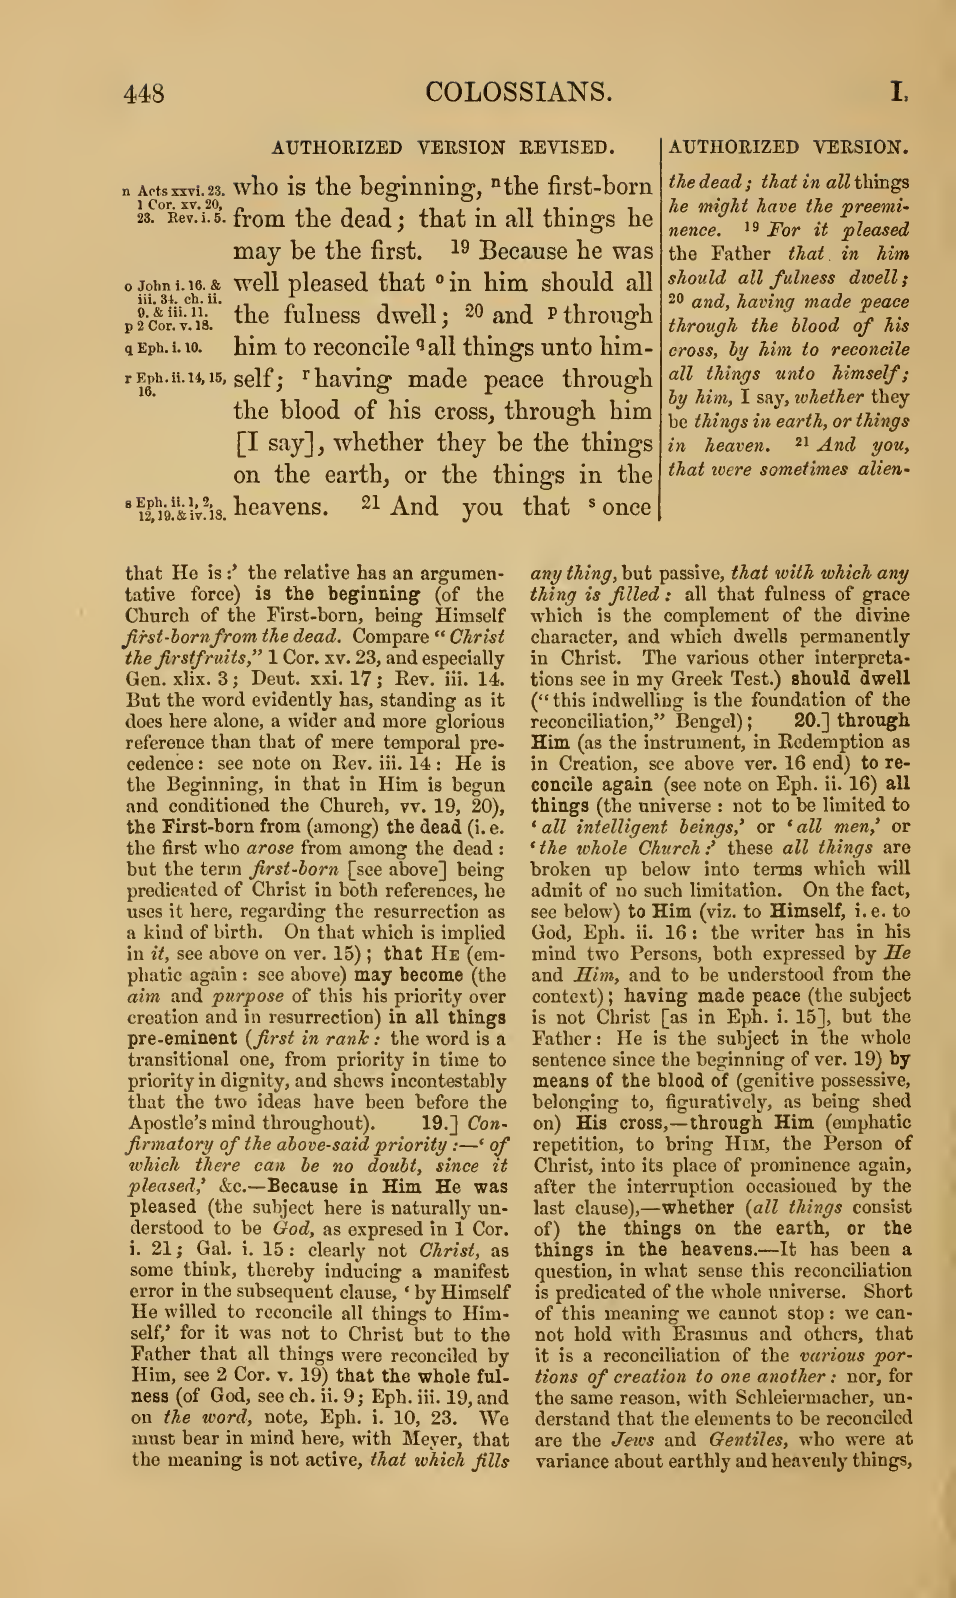 448 COLOSSIANS. I.
AUTHORIZED VERSION REVISED.
n Acts xxvi. 23.
1 Cor. xv. 20,
23. Rev. i. 5.
o John i. 16. &
iii. 34. ch. ii.
9. & iii. 11.
p 2 Cor. v. 18.
q Eph. i. 10.
r Eph. ii. 14, 15,
16.
s Eph. ii. 1, 2,
12, 19. & iv. 18.
who is the beginning, n the first-born
from the dead; that in all things he
may be the first. 19 Because he was
well pleased that o in him should all
the fulness dwell; 20 and p through
him to reconcile q all things unto him-
self; r having made peace through
the blood of his cross, through him
[I say], whether they be the things
on the earth, or the things in the
heavens. 21 And you that s once
AUTHORIZED VERSION.
the dead; that in all things
he might have the preemi-
nence. 19 For it pleased
the Father that in him
should all fulness dwell;
20 and, having made peace
through the blood of his
cross, by him to reconcile
all things unto himself;
by him, I say, whether they
be things in earth, or things
in heaven. 21 And you,
that were sometimes alien-
that He is:’ the relative has an argumen-
tative force) is the beginning (of the
Church of the First-born, being Himself
first-born from the dead. Compare “Christ
the firstfruits,” 1 Cor. xv. 23, and especially
Gen. xlix. 3; Deut. xxi. 17; Rev. iii. 14.
But the word evidently has, standing as it
does here alone, a wider and more glorious
reference than that of mere temporal pre-
cedence: see note on Rev. iii. 14: He is
the Beginning, in that in Him is begun
and conditioned the Church, vv. 19, 20),
the First-born from (among) the dead (i. e.
the first who arose from among the dead:
but the term first-born [see above] being
predicated of Christ in both references, he
uses it here, regarding the resurrection as
a kind of birth. On that which is implied
in it, see above on ver. 15); that HE (em-
phatic again: see above) may become (the
aim and purpose of this his priority over
creation and in resurrection) in all things
pre-eminent (first in rank: the word is a
transitional one, from priority in time to
priority in dignity, and shews incontestably
that the two ideas have been before the
Apostle's mind throughout). 19.] Con-
firmatory of the above-said priority:—‘of
which there can be no doubt, since it
pleased,’ &c.—Because in Him He was
pleased (the subject here is naturally un-
derstood to be God, as expresed in 1 Cor.
i. 21; Gal. i. 15: clearly not Christ, as
some think, thereby inducing a manifest
error in the subsequent clause, ‘by Himself
He willed to reconcile all things to Him-
self,’ for it was not to Christ but to the
Father that all things were reconciled by
Him, see 2 Cor. v. 19) that the whole ful-
ness (of God, see ch. ii. 9; Eph. iii. 19, and
on the word, note, Eph. i. 10, 23. We
must bear in mind here, with Meyer, that
the meaning is not active, that which fills
any thing, but passive, that with which any
thing is filled: all that fulness of grace
which is the complement of the divine
character, and which dwells permanently
in Christ. The various other interpreta-
tions see in my Greek Test.) should dwell
(“this indwelling is the foundation of the
reconciliation,” Bengel); 20.] through
Him (as the instrument, in Redemption as
in Creation, see above ver. 16 end) to re-
concile again (see note on Eph. ii. 16) all
things (the universe: not to be limited to
‘all intelligent beings,’ or ‘all men,’ or
‘the whole Church:’ these all things are
broken up below into terms which will
admit of no such limitation. On the fact,
see below) to Him (viz. to Himself, i. e. to
God, Eph. ii. 16: the writer has in his
mind two Persons, both expressed by He
and Him, and to be understood from the
context); having made peace (the subject
is not Christ [as in Eph. i. 15], but the
Father: He is the subject in the whole
sentence since the beginning of ver. 19) by
means of the blood of (genitive possessive,
belonging to, figuratively, as being shed
on) His cross,—through Him (emphatic
repetition, to bring HIM, the Person of
Christ, into its place of prominence again,
after the interruption occasioned by the
last clause),—whether (all things consist
of) the things on the earth, or the
things in the heavens.—It has been a
question, in what sense this reconciliation
is predicated of the whole universe. Short
of this meaning we cannot stop: we can-
not hold with Erasmus and others, that
it is a reconciliation of the various por-
tions of creation to one another: nor, for
the same reason, with Schleiermacher, un-
derstand that the elements to be reconciled
are the Jews and Gentiles, who were at
variance about earthly and heavenly things,